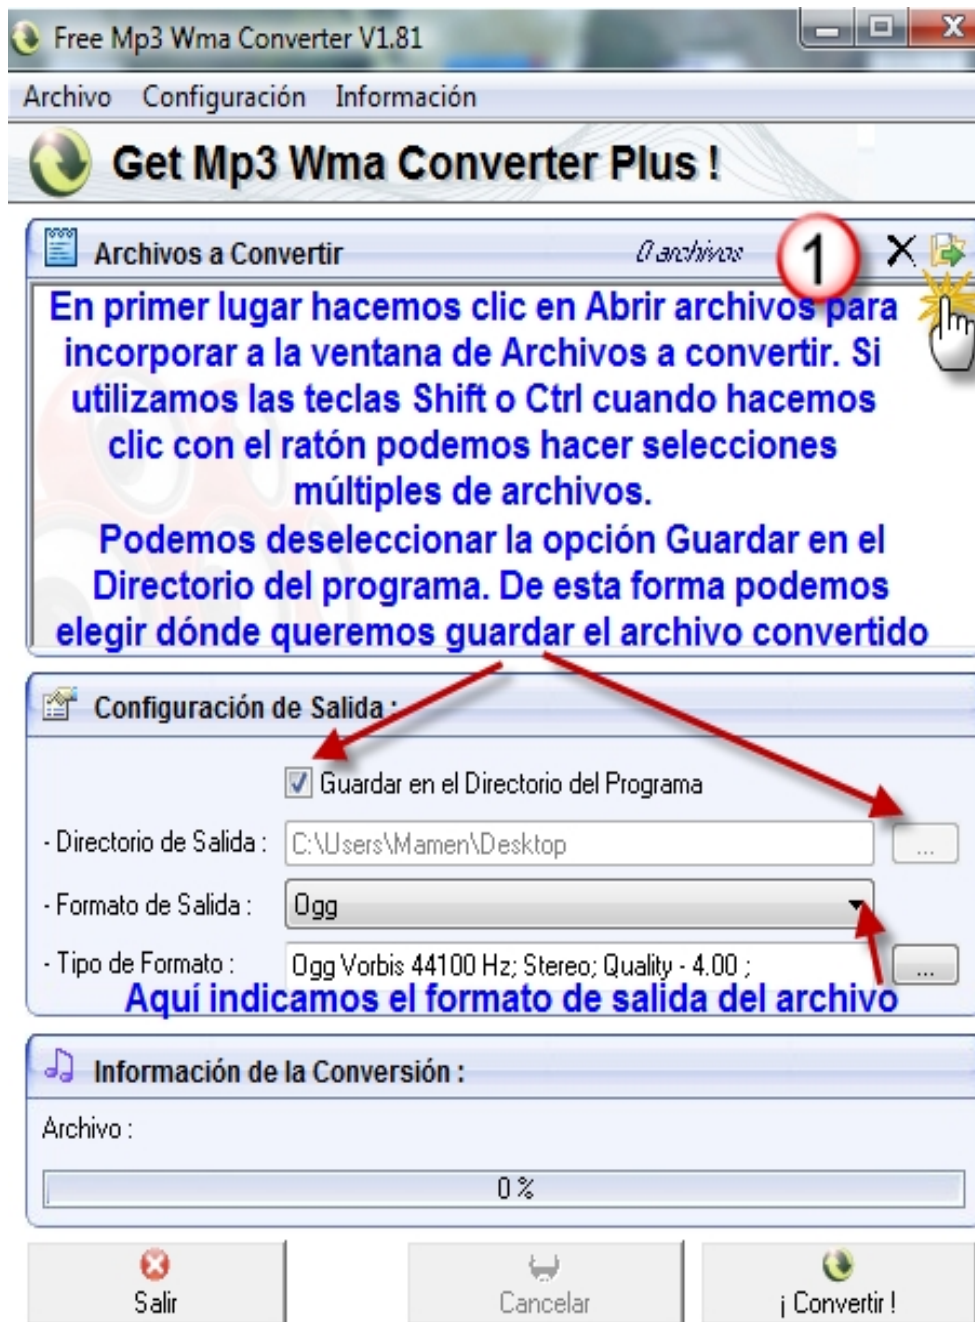 Free Mp3 Wma Converter V1.81
Archivo Configuración Información
Get Mp3 Wma Converter Plus !
Archivos a Convertir 0 archivos 1
En primer lugar hacemos clic en Abrir archivos para
incorporar a la ventana de Archivos a convertir. Si
utilizamos las teclas Shift o Ctrl cuando hacemos
clic con el ratón podemos hacer selecciones
múltiples de archivos.
Podemos deseleccionar la opción Guardar en el
Directorio del programa. De esta forma podemos
elegir dónde queremos guardar el archivo convertido
Configuración de Salida :
Guardar en el Directorio del Programa
- Directorio de Salida : C:\Users\Mamen\Desktop ...
- Formato de Salida : Ogg
- Tipo de Formato : Ogg Vorbis 44100 Hz; Stereo; Quality - 4.00 ; ...
Aquí indicamos el formato de salida del archivo
Información de la Conversión :
Archivo :
0 %
Salir Cancelar ¡ Convertir !